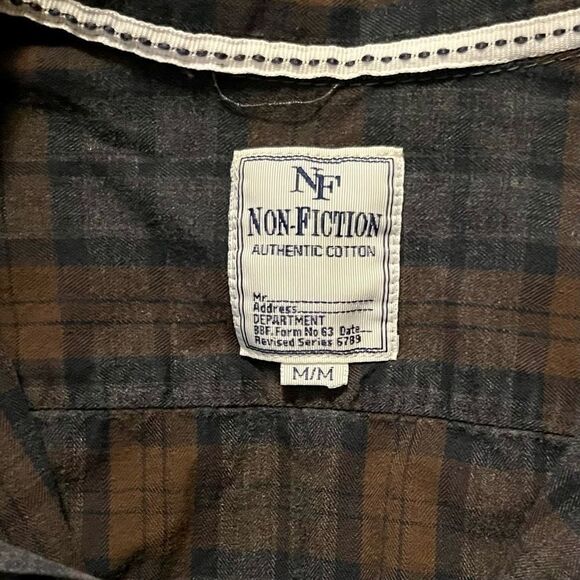 NF
NON-FICTION
AUTHENTIC COTTON
Mr.
Address
DEPARTMENT
BBF. Form No 63 Date
Revised Series 6789
M/M